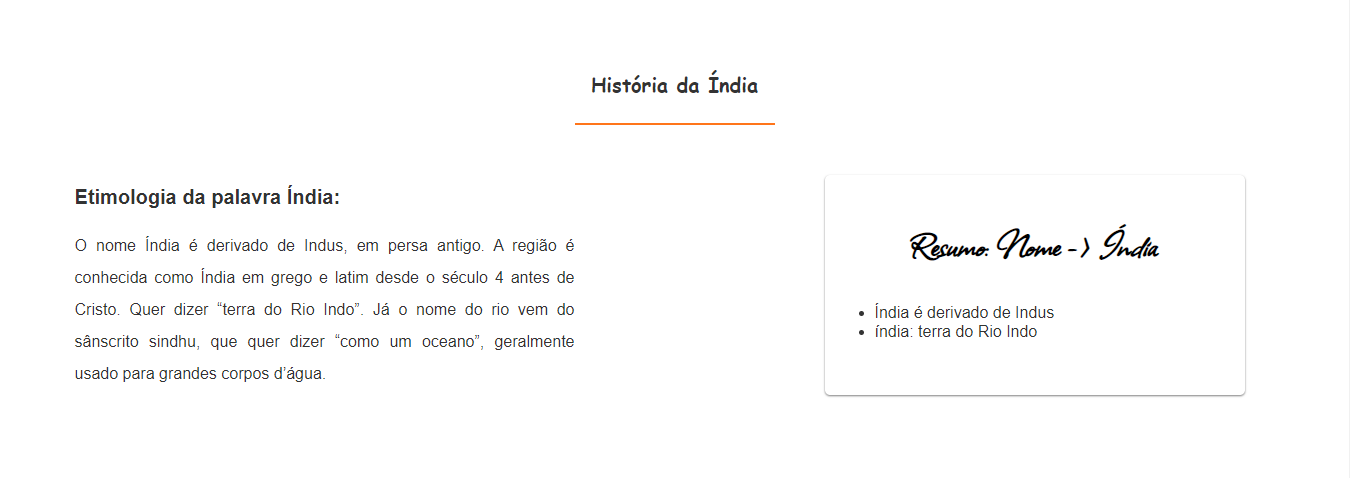 História da Índia
Etimologia da palavra Índia:
O nome Índia é derivado de Indus, em persa antigo. A região é
conhecida como Índia em grego e latim desde o século 4 antes de
Cristo. Quer dizer “terra do Rio Indo”. Já o nome do rio vem do
sânscrito sindhu, que quer dizer “como um oceano”, geralmente
usado para grandes corpos d’água.
Resumo: Nome -> Índia
• Índia é derivado de Indus
• índia: terra do Rio Indo